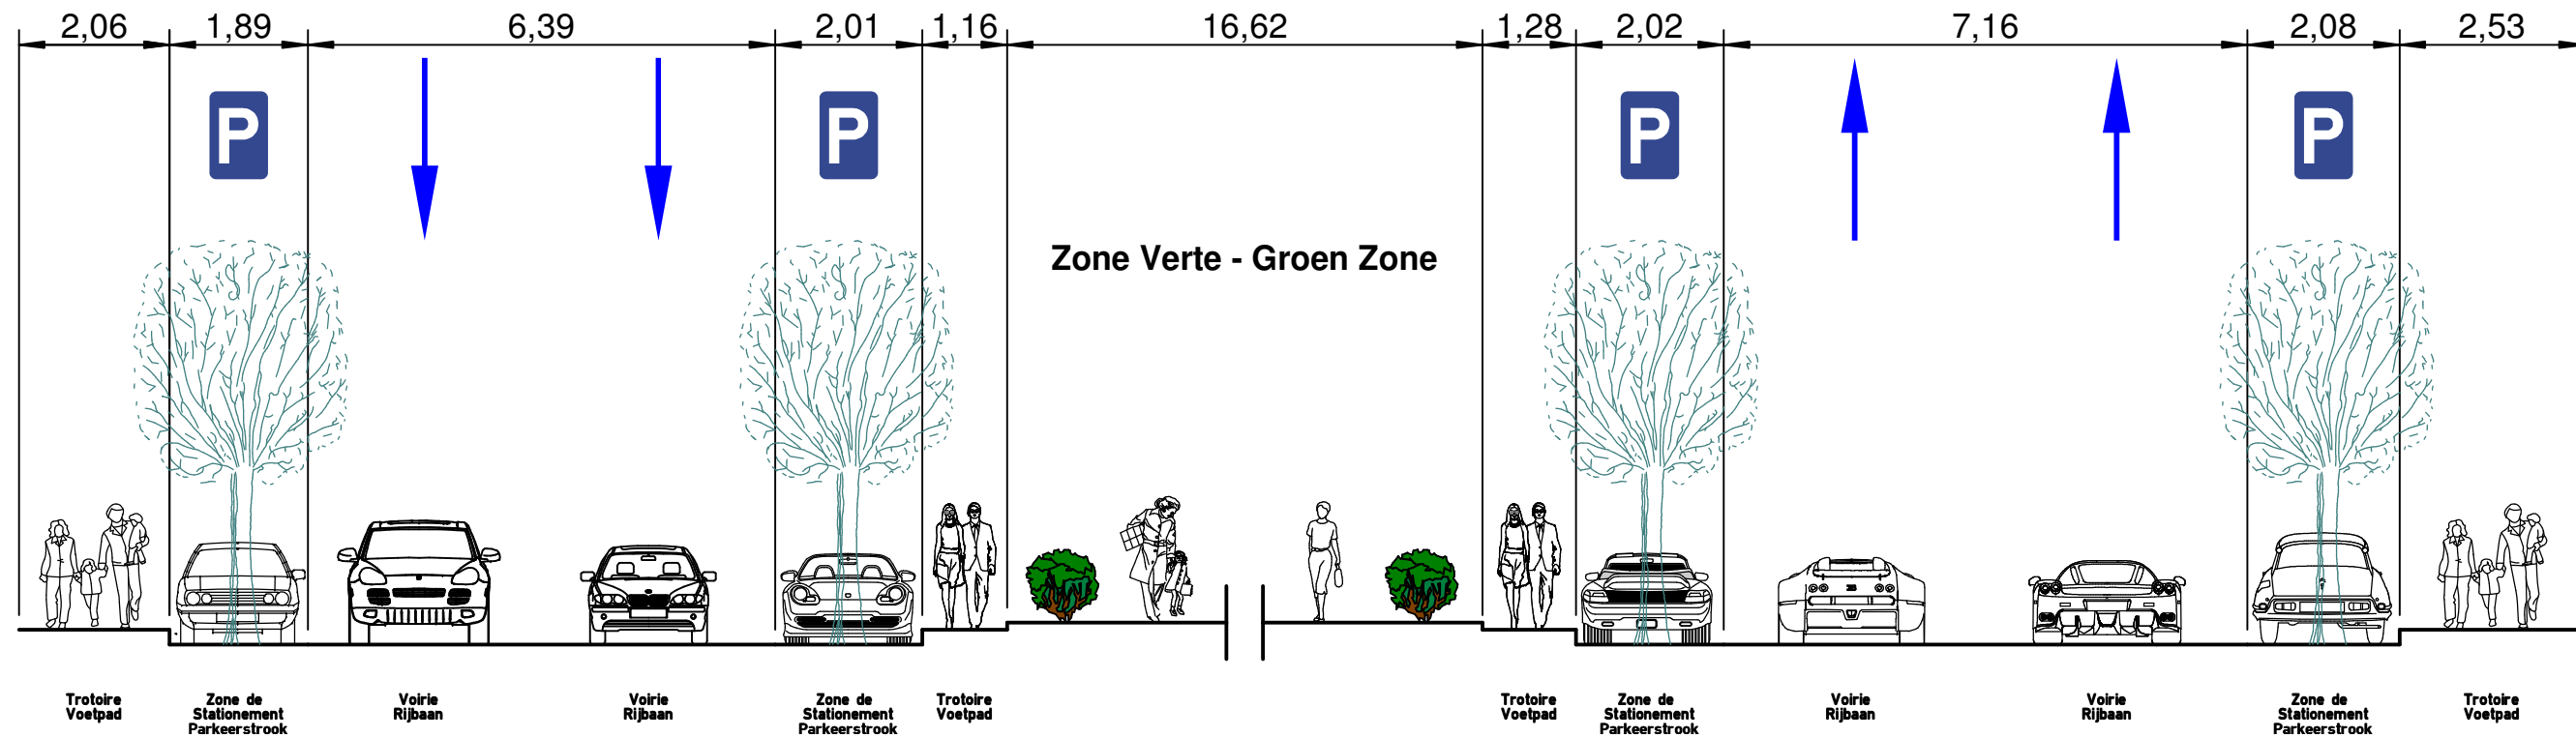 2,06 1,89 6,39 2,01 1,16 16,62 1,28 2,02 7,16 2,08 2,53
P P P P
Zone Verte - Groen Zone
Trotoire Zone de Voirie Voirie Zone de Trotoire Trotoire Zone de Voirie Voirie Zone de Trotoire
Voetpad Stationement Rijbaan Rijbaan Stationement Voetpad Voetpad Stationement Rijbaan Rijbaan Stationement Voetpad
Parkeerstrook Parkeerstrook Parkeerstrook Parkeerstrook